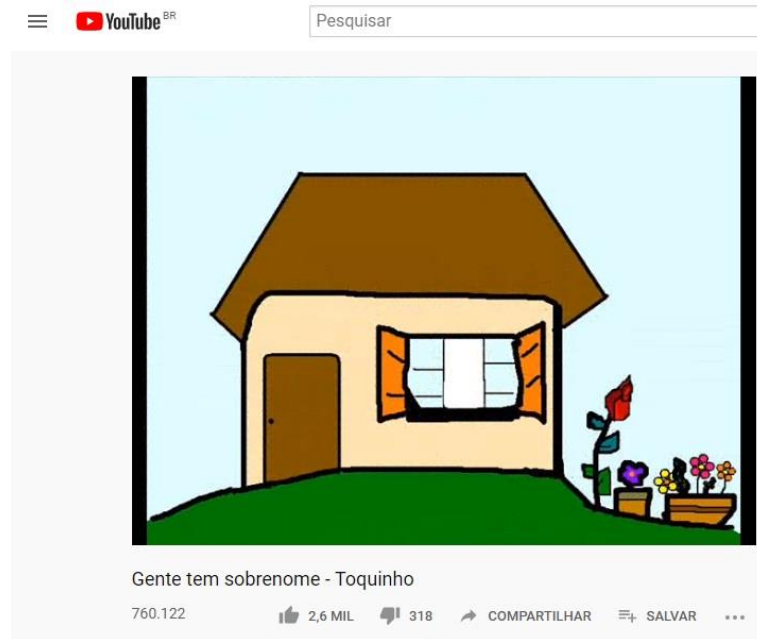 YouTube BR
Pesquisar
Gente tem sobrenome - Toquinho
760.122 2,6 MIL 318 COMPARTILHAR SALVAR